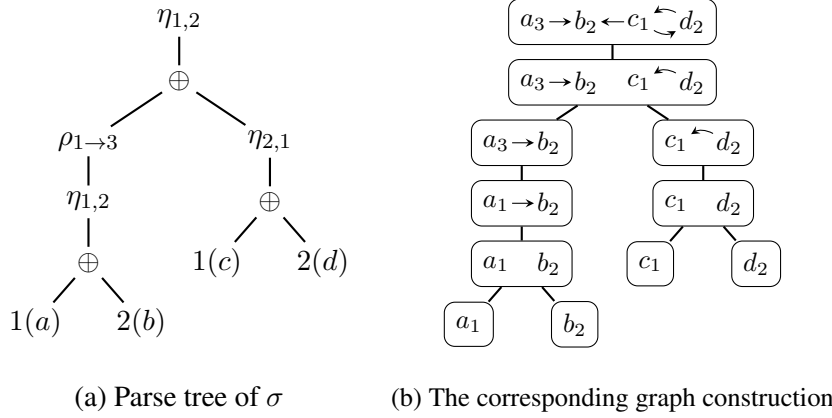 η₁,₂
⊕
ρ₁→₃ η₂,₁
η₁,₂ ⊕
1(c) 2(d)
⊕
1(a) 2(b)
(a) Parse tree of σ
a₃ → b₂ ← c₁ d₂
a₃ → b₂ c₁ d₂
a₃ → b₂ c₁ d₂
a₁ → b₂ c₁ d₂
a₁ b₂ c₁ d₂
a₁ b₂
(b) The corresponding graph construction